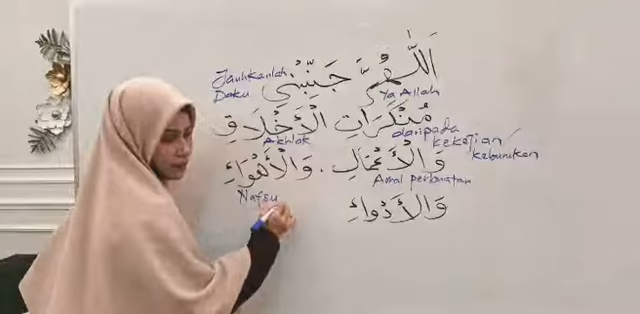 اَللّٰهُمَّ جَنِّبْنِيْ
Ya Allah Jauhkanlah Daku
مُنْكَرَاتِ الْأَخْلَاقِ
daripada kekejian/ keburukan Akhlak
وَالْأَعْمَالِ . وَالْأَهْوَاءِ
Amal perbuatan Nafsu
وَالْأَدْوَاءِ